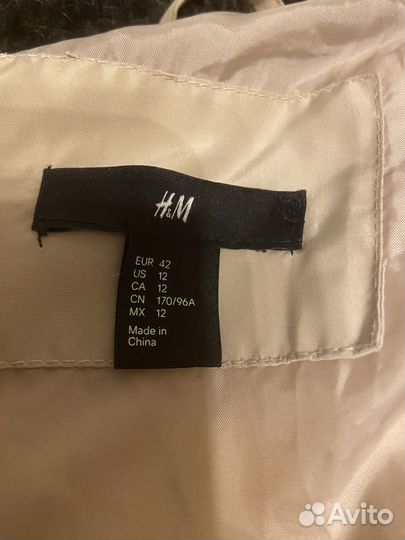 H&M
EUR 42
US 12
CA 12
CN 170/96A
MX 12
Made in
China
Avito